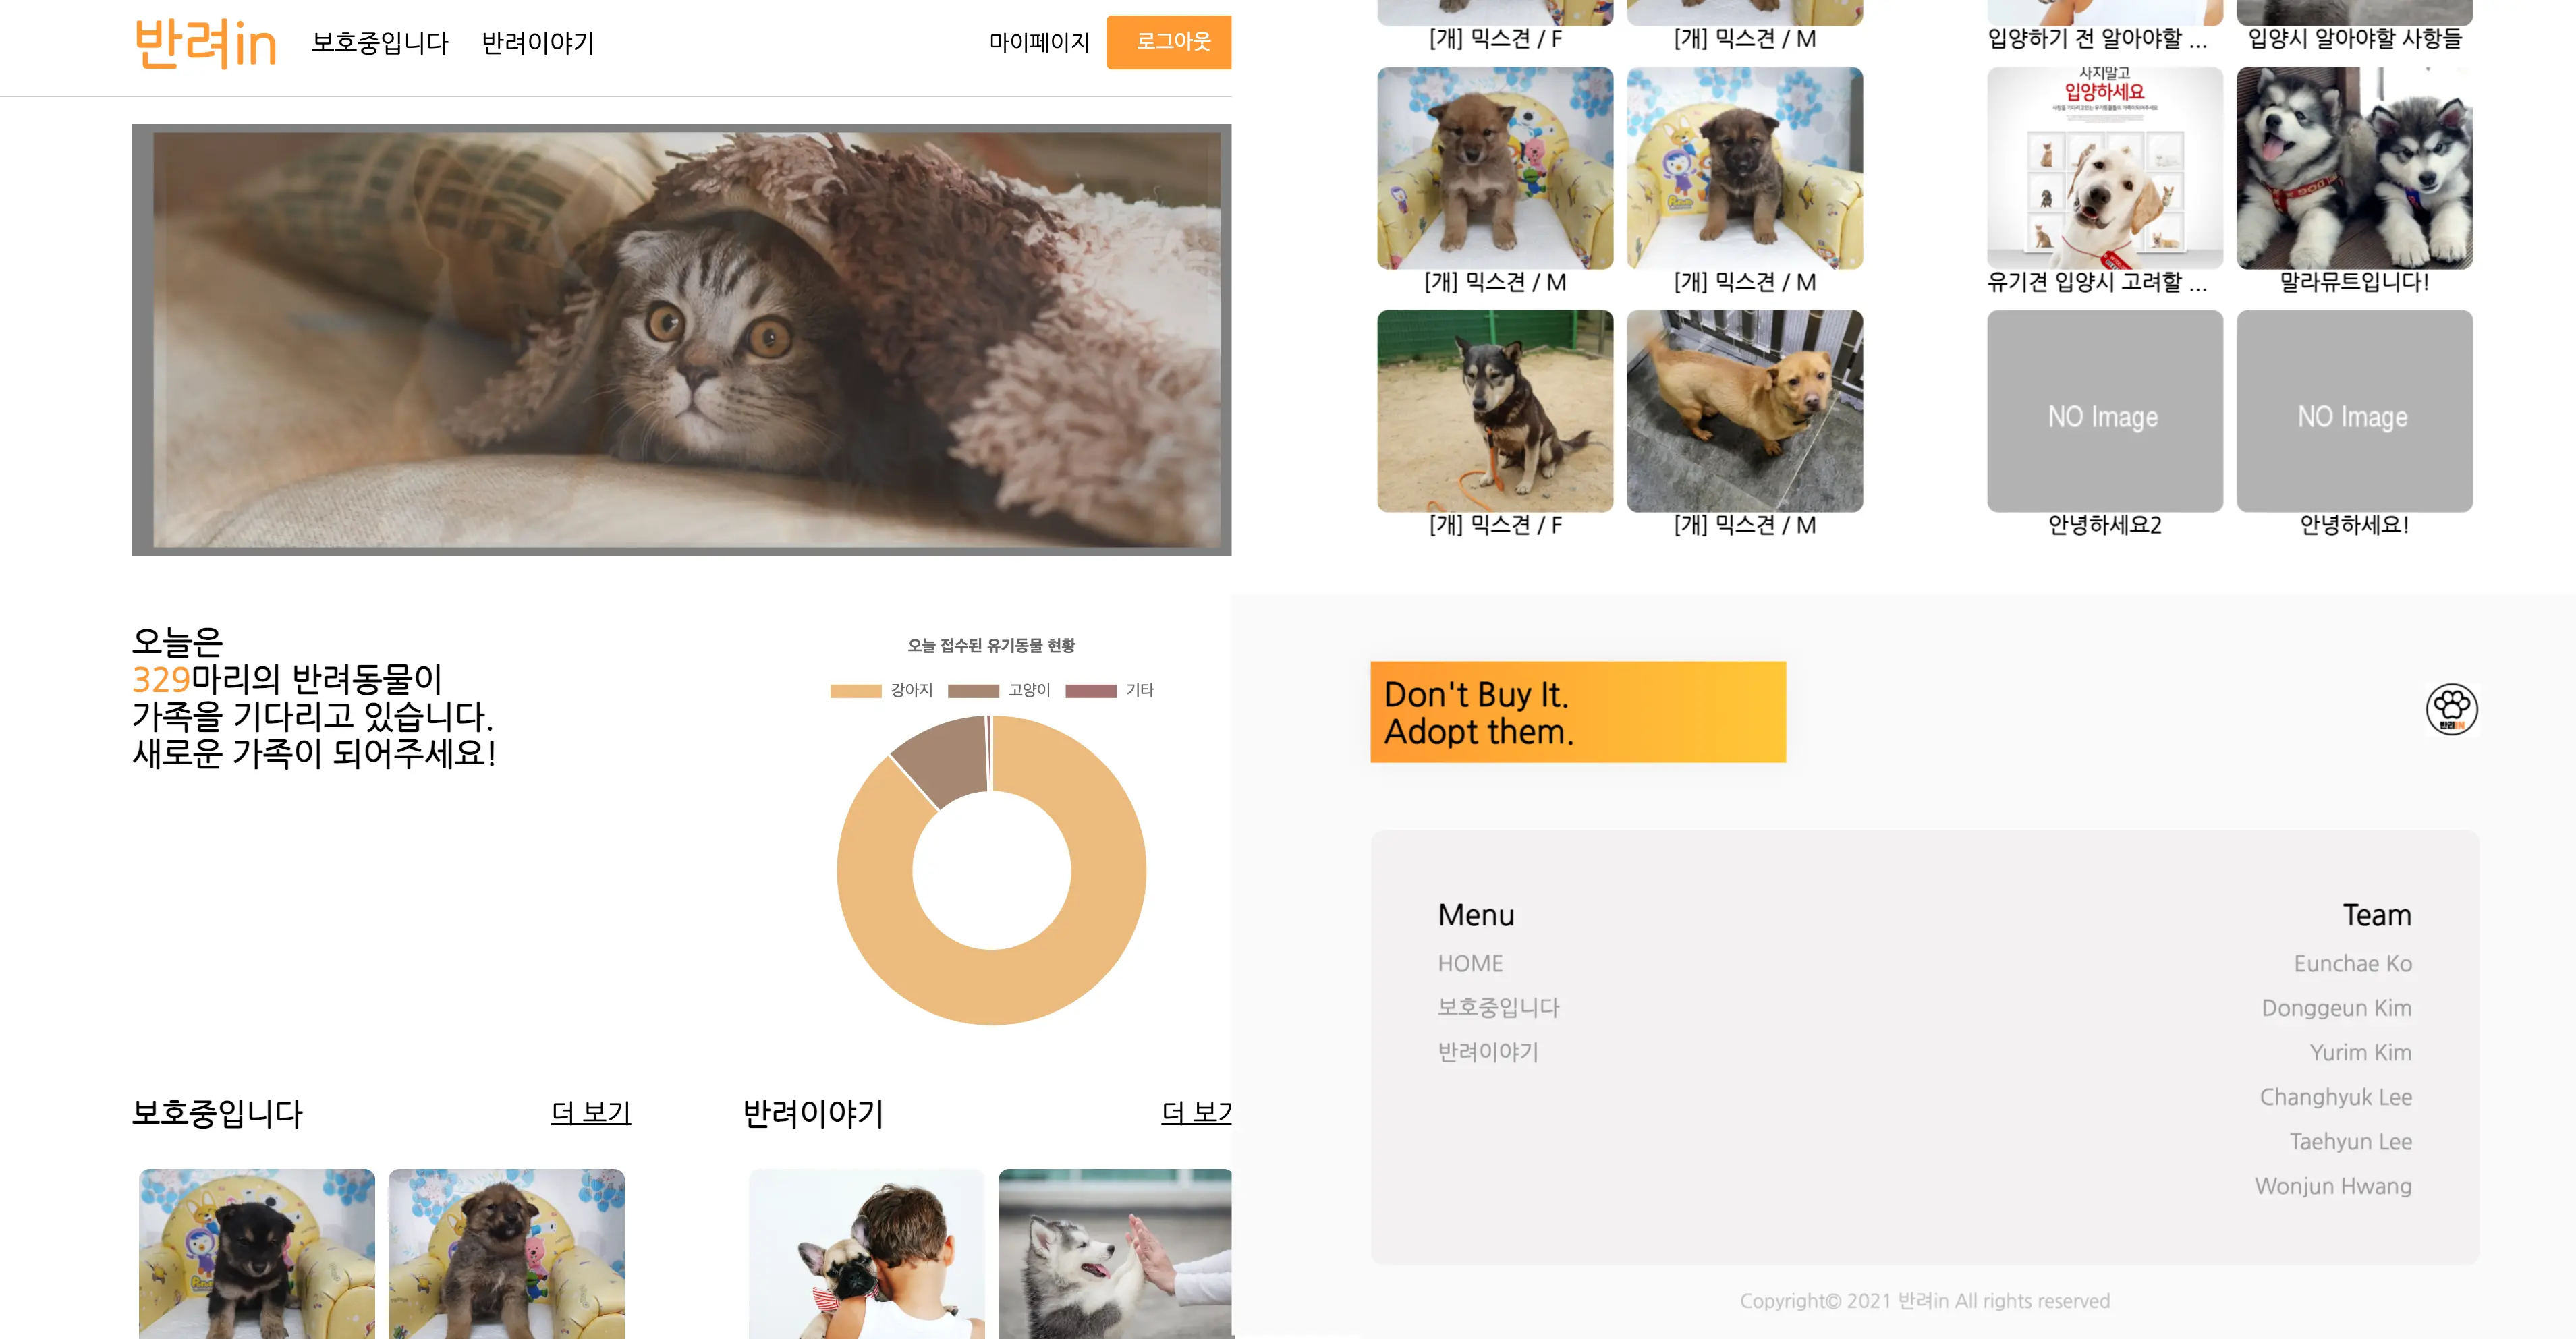 반려in
보호중입니다
반려이야기
마이페이지
로그아웃
오늘은
329마리의 반려동물이
가족을 기다리고 있습니다.
새로운 가족이 되어주세요!
오늘 접수된 유기동물 현황
강아지
고양이
기타
보호중입니다
더 보기
반려이야기
더 보기
[개] 믹스견 / F
[개] 믹스견 / M
입양하기 전 알아야할 ...
입양시 알아야할 사항들
사지말고
입양하세요
[개] 믹스견 / M
[개] 믹스견 / M
유기견 입양시 고려할 ...
말라뮤트입니다!
NO Image
NO Image
[개] 믹스견 / F
[개] 믹스견 / M
안녕하세요2
안녕하세요!
Don't Buy It.
Adopt them.
반려IN
Menu
HOME
보호중입니다
반려이야기
Team
Eunchae Ko
Donggeun Kim
Yurim Kim
Changhyuk Lee
Taehyun Lee
Wonjun Hwang
Copyright© 2021 반려in All rights reserved